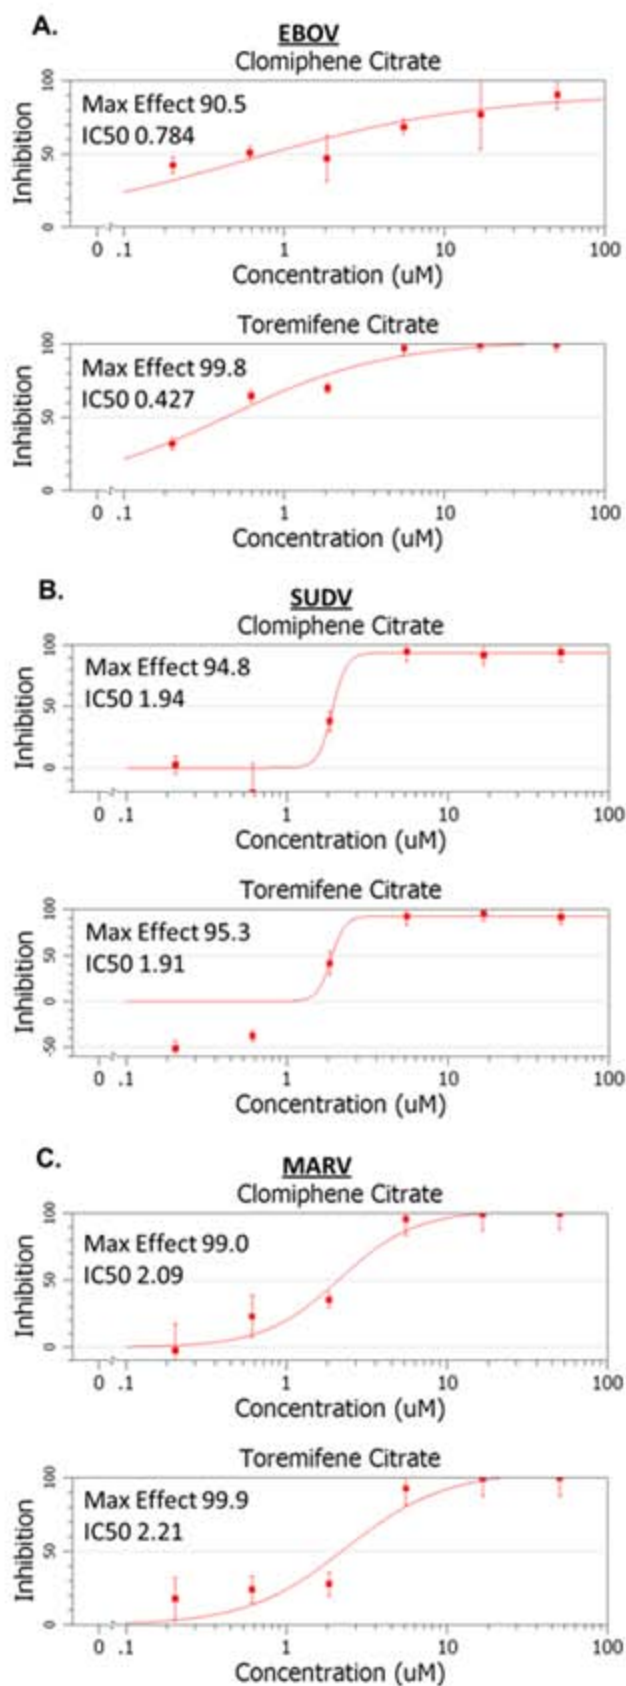 A.
EBOV
Clomiphene Citrate
Max Effect 90.5
IC50 0.784
Inhibition
100
50
0
0 .1 1 10 100
Concentration (uM)
Toremifene Citrate
Max Effect 99.8
IC50 0.427
Inhibition
100
50
0
0 .1 1 10 100
Concentration (uM)
B.
SUDV
Clomiphene Citrate
Max Effect 94.8
IC50 1.94
Inhibition
100
50
0
0 .1 1 10 100
Concentration (uM)
Toremifene Citrate
Max Effect 95.3
IC50 1.91
Inhibition
100
50
0
-50
0 .1 1 10 100
Concentration (uM)
C.
MARV
Clomiphene Citrate
Max Effect 99.0
IC50 2.09
Inhibition
100
50
0
0 .1 1 10 100
Concentration (uM)
Toremifene Citrate
Max Effect 99.9
IC50 2.21
Inhibition
100
50
0
0 .1 1 10 100
Concentration (uM)